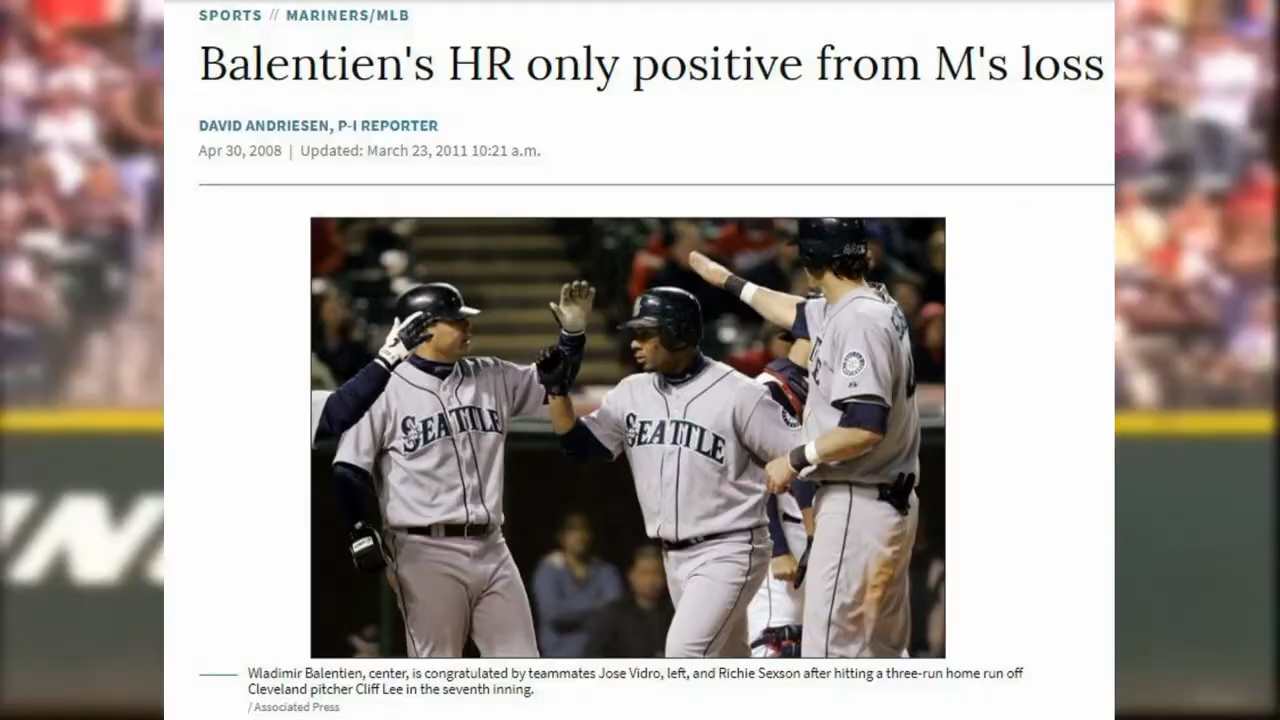 SPORTS // MARINERS/MLB
Balentien's HR only positive from M's loss
DAVID ANDRIESEN, P-I REPORTER
Apr 30, 2008 | Updated: March 23, 2011 10:21 a.m.
SEATTLE
SEATTLE
Wladimir Balentien, center, is congratulated by teammates Jose Vidro, left, and Richie Sexson after hitting a three-run home run off
Cleveland pitcher Cliff Lee in the seventh inning.
/ Associated Press